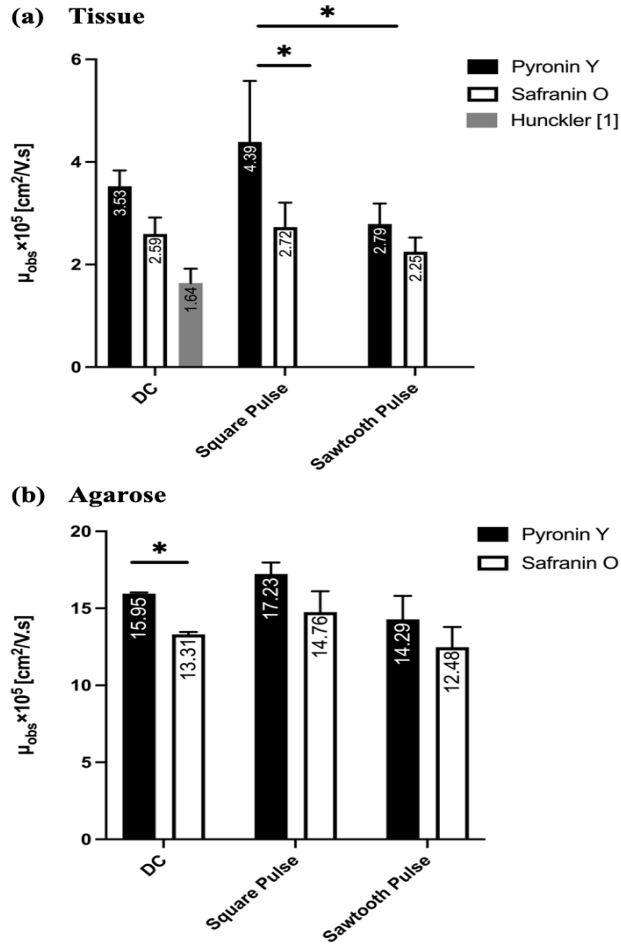 (a) Tissue
*
*
6
4
2
0
µobs×10⁵ [cm²/V.s]
3.53
2.59
1.64
4.39
2.72
2.79
2.25
DC
Square Pulse
Sawtooth Pulse
Pyronin Y
Safranin O
Hunckler [1]
(b) Agarose
*
20
15
10
5
0
µobs×10⁵ [cm²/V.s]
15.95
13.31
17.23
14.76
14.29
12.48
DC
Square Pulse
Sawtooth Pulse
Pyronin Y
Safranin O